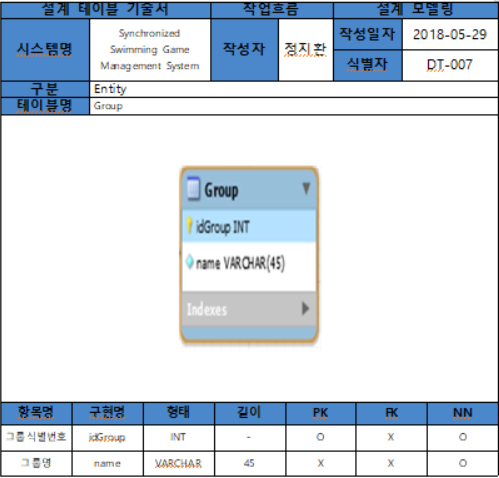 설계 테이블 기술서 작업흐름 설계 모델링
시스템명 Synchronized Swimming Game Management System 작성자 정지환 작성일자 2018-05-29
식별자 DT-007
구분 Entity
테이블명 Group
Group
idGroup INT
name VARCHAR(45)
Indexes
항목명 구현명 형태 길이 PK FK NN
그룹식별번호 idGroup INT - O X O
그룹명 name VARCHAR 45 X X O